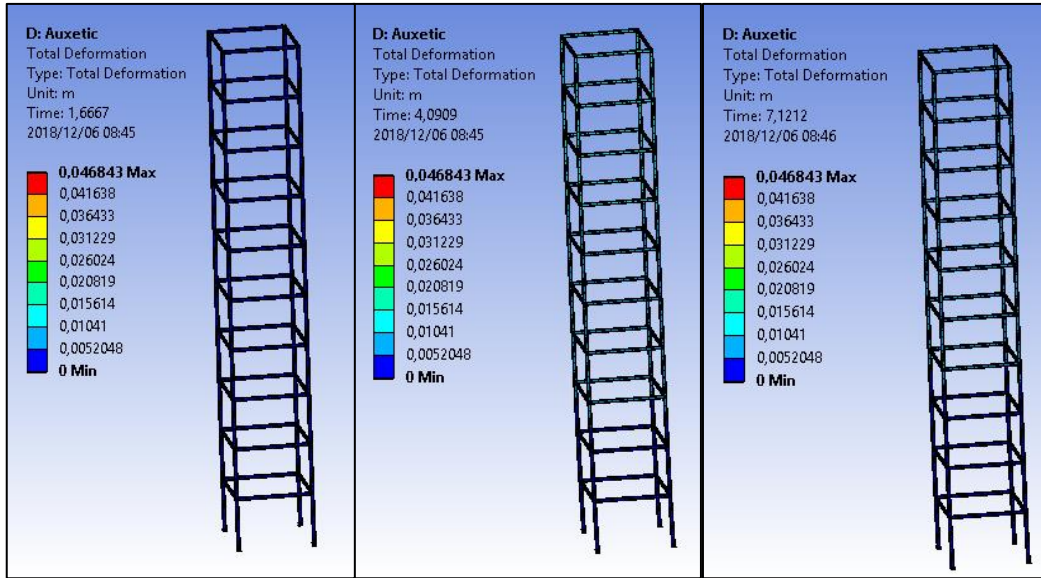 D: Auxetic
Total Deformation
Type: Total Deformation
Unit: m
Time: 1,6667
2018/12/06 08:45
0,046843 Max
0,041638
0,036433
0,031229
0,026024
0,020819
0,015614
0,01041
0,0052048
0 Min
D: Auxetic
Total Deformation
Type: Total Deformation
Unit: m
Time: 4,0909
2018/12/06 08:45
0,046843 Max
0,041638
0,036433
0,031229
0,026024
0,020819
0,015614
0,01041
0,0052048
0 Min
D: Auxetic
Total Deformation
Type: Total Deformation
Unit: m
Time: 7,1212
2018/12/06 08:46
0,046843 Max
0,041638
0,036433
0,031229
0,026024
0,020819
0,015614
0,01041
0,0052048
0 Min